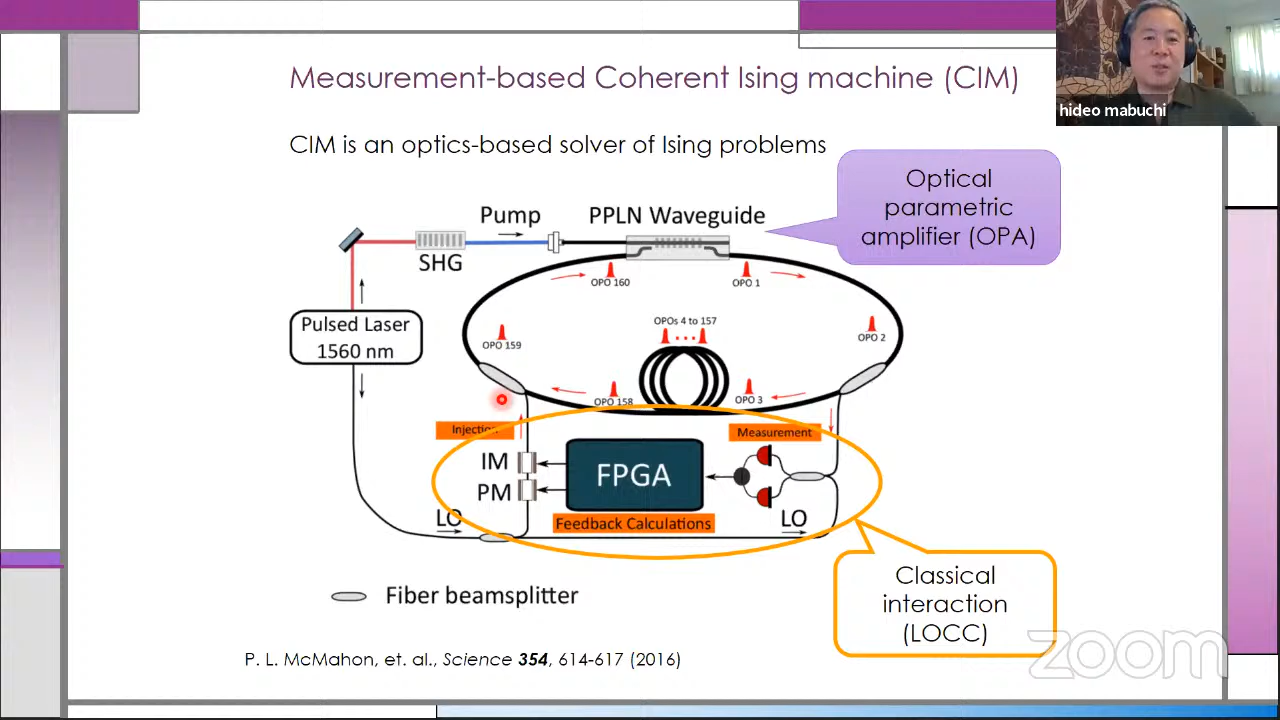 Measurement-based Coherent Ising machine (CIM)
hideo mabuchi
CIM is an optics-based solver of Ising problems
Optical
parametric
amplifier (OPA)
Pump
PPLN Waveguide
SHG
OPO 160
OPO 1
Pulsed Laser
1560 nm
OPOs 4 to 157
OPO 159
OPO 2
OPO 158
OPO 3
Injection
Measurement
IM
PM
FPGA
LO
Feedback Calculations
LO
Classical
interaction
(LOCC)
Fiber beamsplitter
zoom
P. L. McMahon, et. al., Science 354, 614-617 (2016)